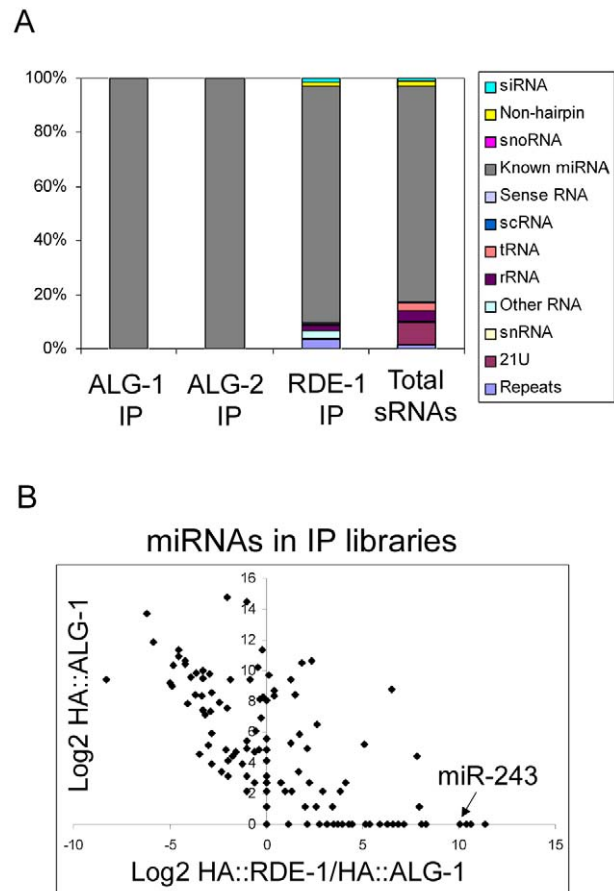 A
100%
80%
60%
40%
20%
0%
ALG-1 IP
ALG-2 IP
RDE-1 IP
Total sRNAs
siRNA
Non-hairpin
snoRNA
Known miRNA
Sense RNA
scRNA
tRNA
rRNA
Other RNA
snRNA
21U
Repeats
B
miRNAs in IP libraries
Log2 HA::ALG-1
16
14
12
10
8
6
4
2
0
miR-243
-10 -5 0 5 10 15
Log2 HA::RDE-1/HA::ALG-1